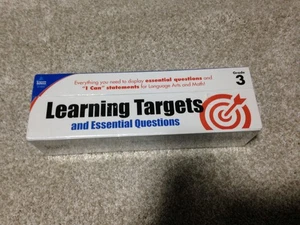 Everything you need to display essential questions and
"I Can" statements for Language Arts and Math!
Grade
3
Learning Targets
and Essential Questions